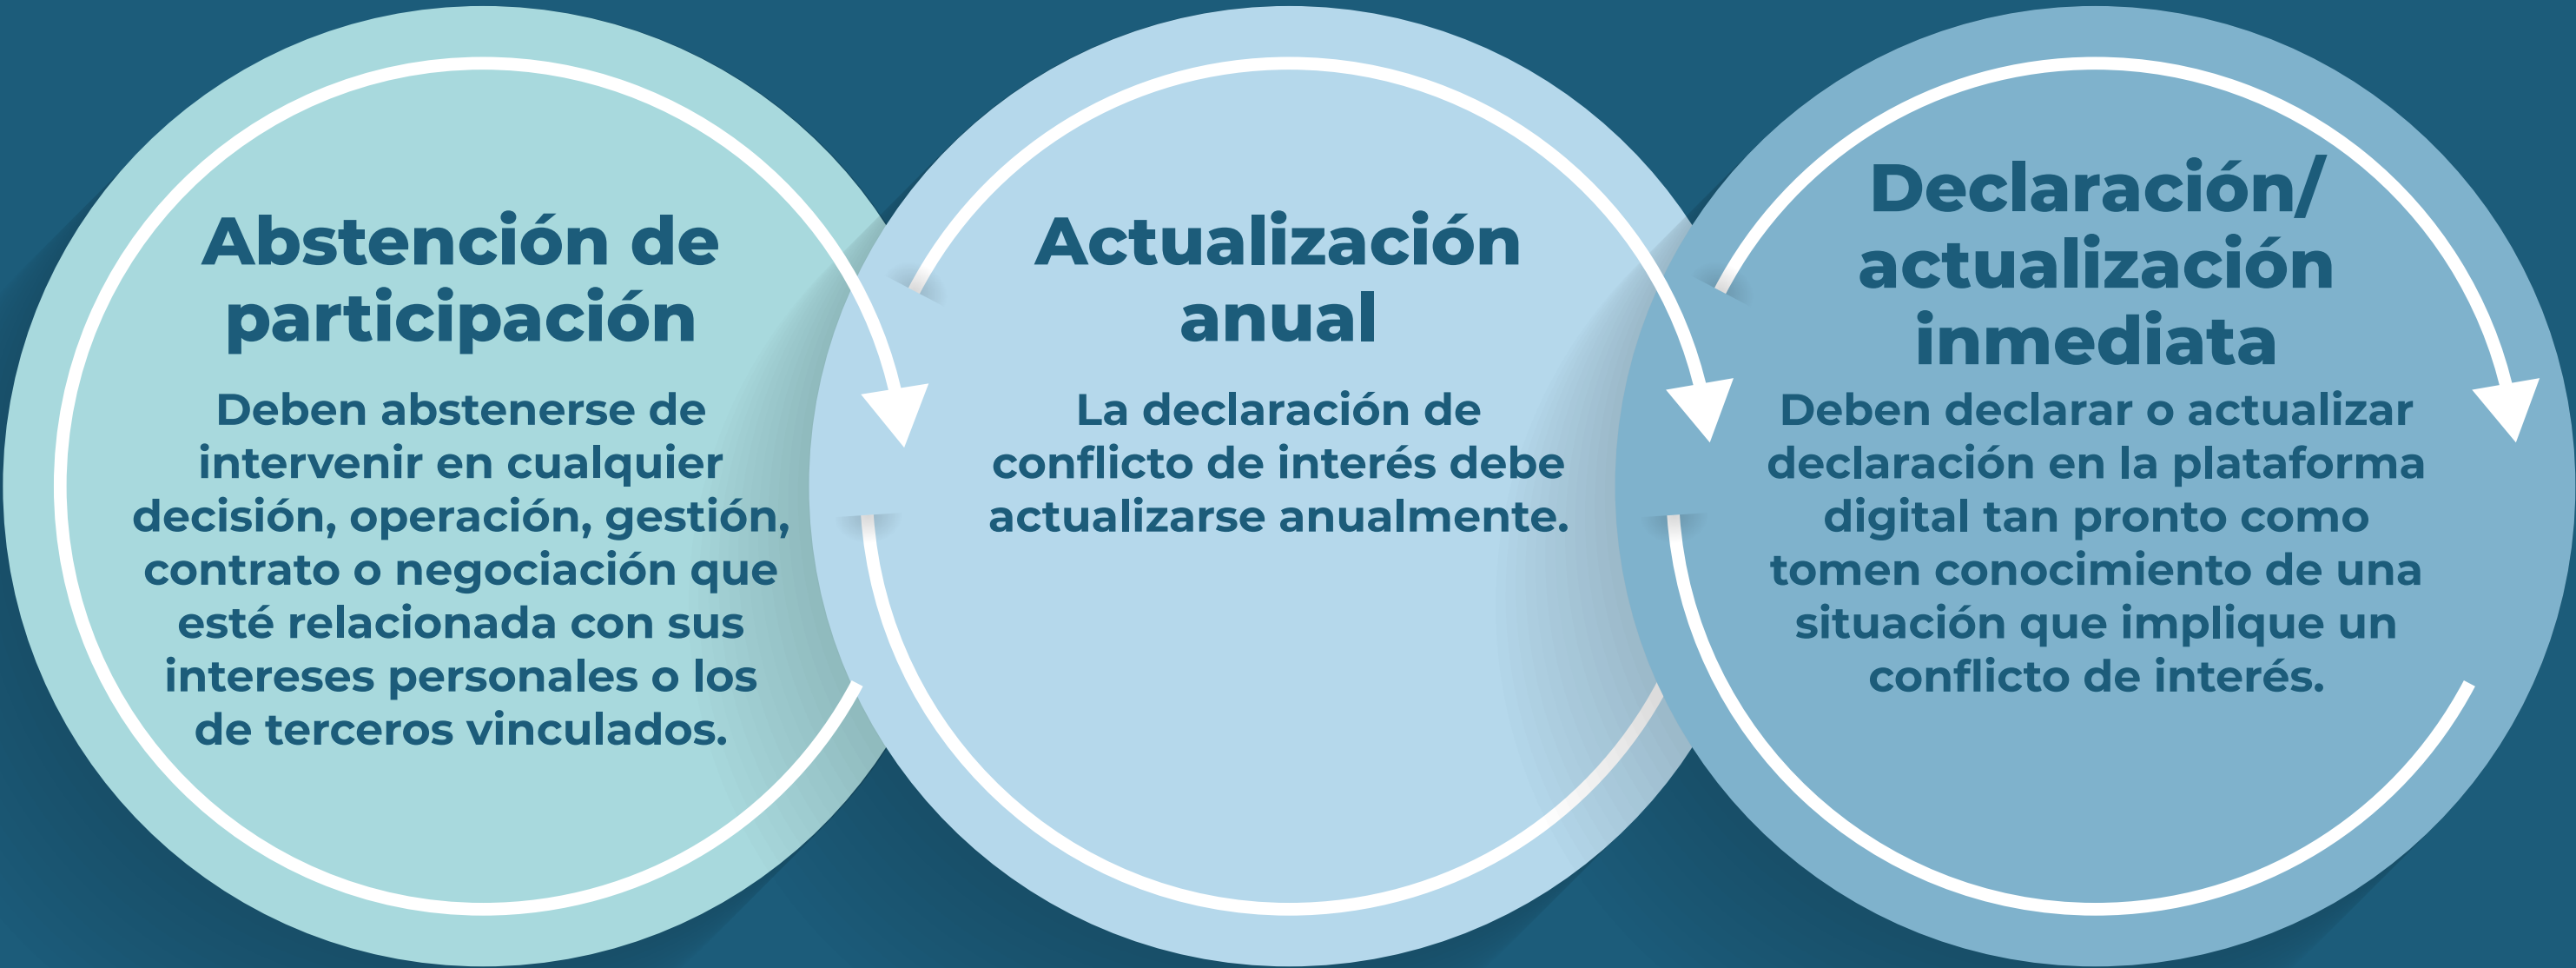 Abstención de
participación
Deben abstenerse de
intervenir en cualquier
decisión, operación, gestión,
contrato o negociación que
esté relacionada con sus
intereses personales o los
de terceros vinculados.
Actualización
anual
La declaración de
conflicto de interés debe
actualizarse anualmente.
Declaración/
actualización
inmediata
Deben declarar o actualizar
declaración en la plataforma
digital tan pronto como
tomen conocimiento de una
situación que implique un
conflicto de interés.